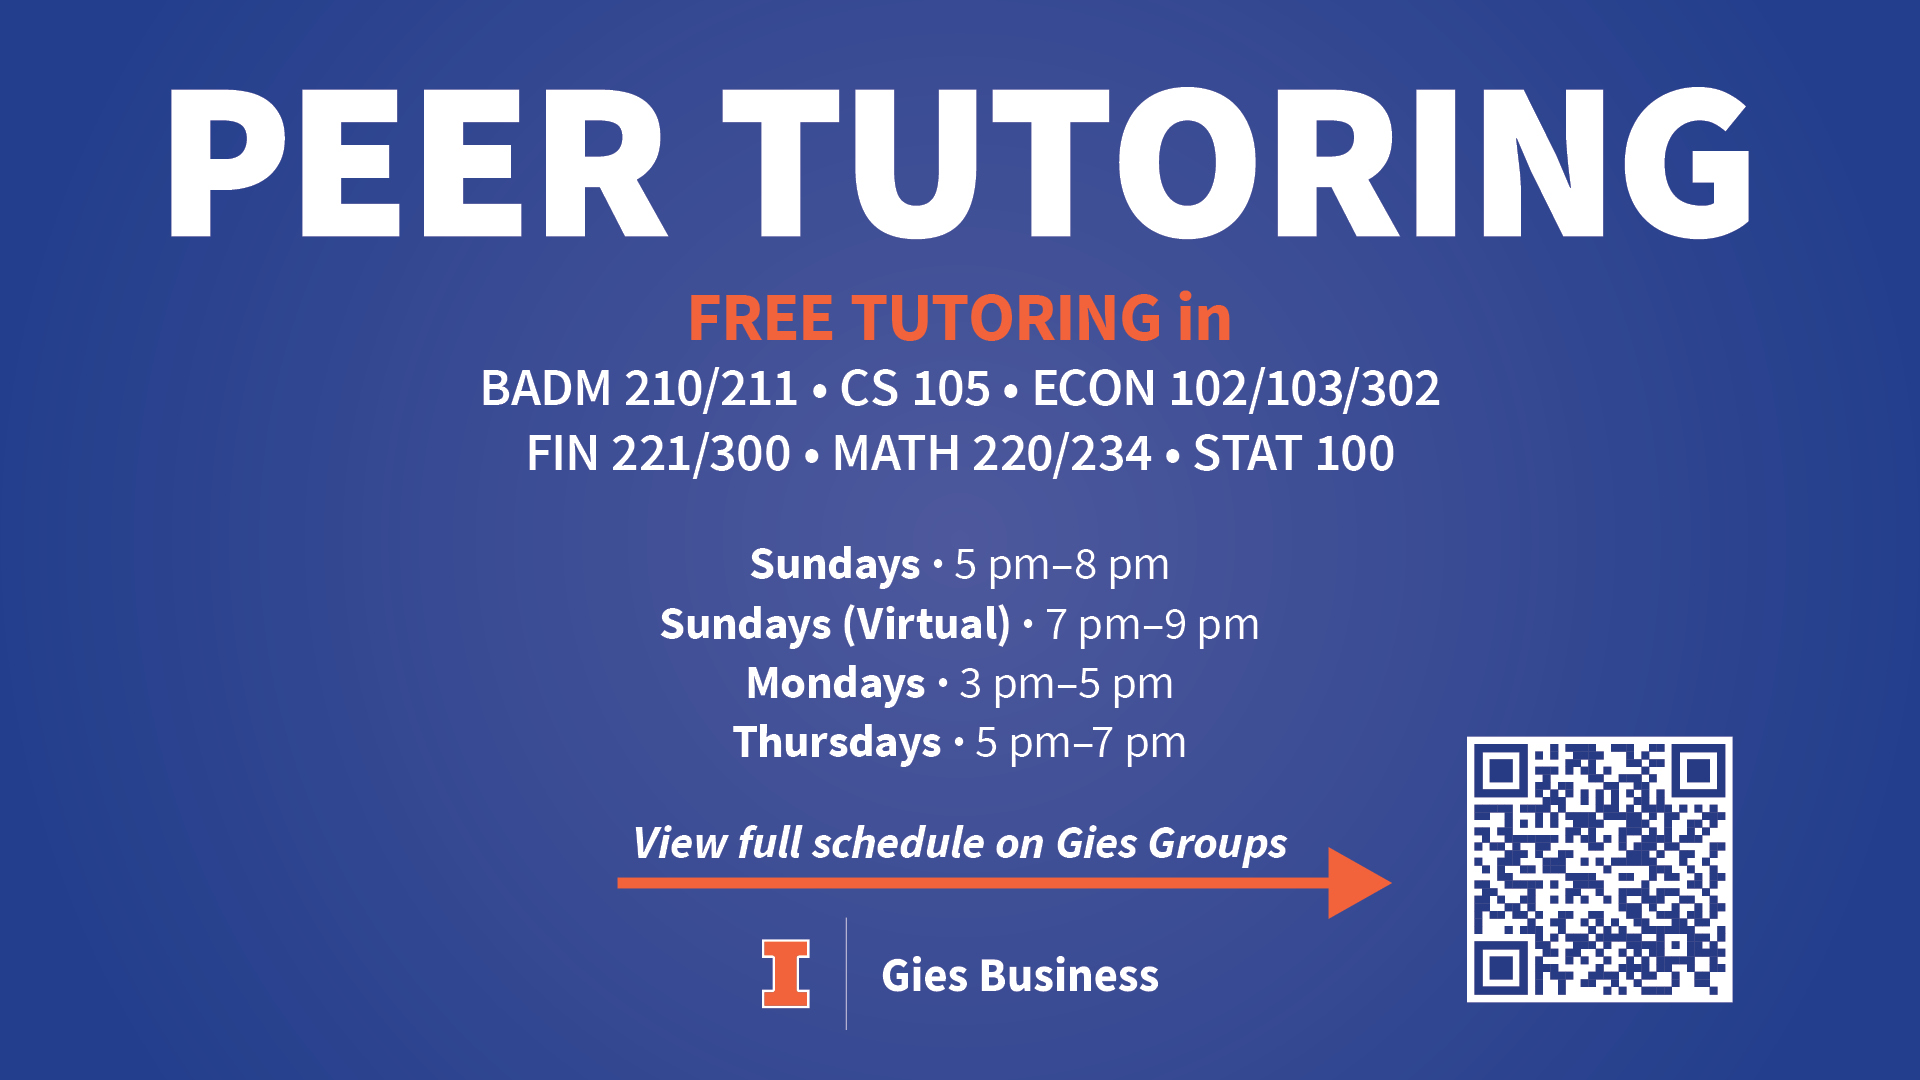 PEER TUTORING
FREE TUTORING in
BADM 210/211 • CS 105 • ECON 102/103/302
FIN 221/300 • MATH 220/234 • STAT 100
Sundays · 5 pm–8 pm
Sundays (Virtual) · 7 pm–9 pm
Mondays · 3 pm–5 pm
Thursdays · 5 pm–7 pm
View full schedule on Gies Groups
I Gies Business